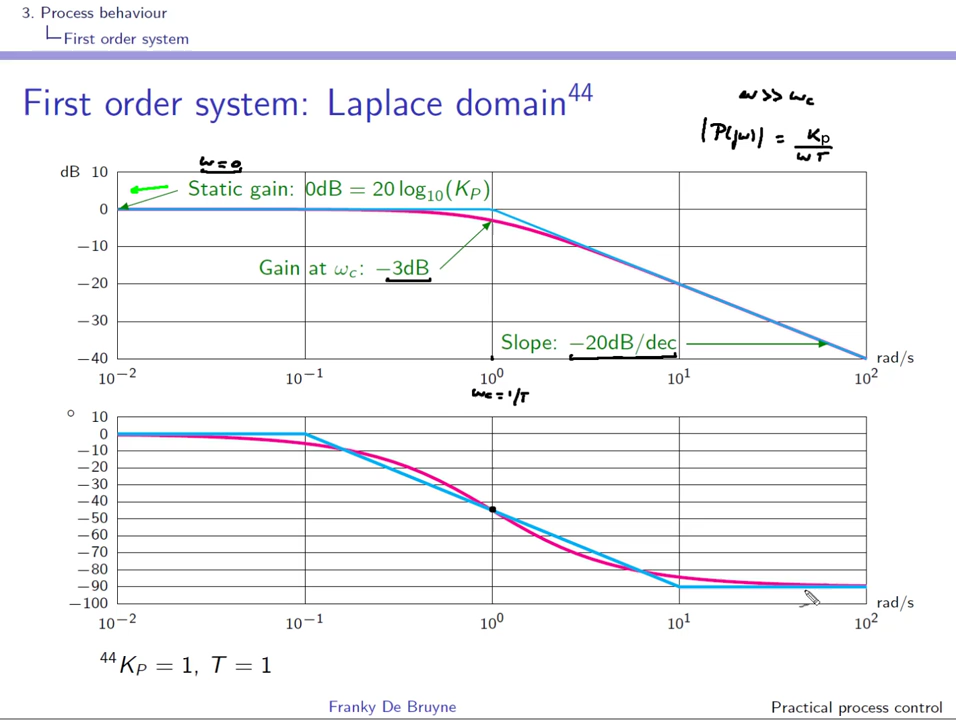 3. Process behaviour
First order system
First order system: Laplace domain44
ω >> ωc
|P(jω)| = Kp
ωT
ω = 0
dB 10
Static gain: 0dB = 20 log10(KP)
0
−10
Gain at ωc: −3dB
−20
−30
Slope: −20dB/dec
−40
rad/s
10−2 10−1 100 101 102
ωc = 1/T
° 10
0
−10
−20
−30
−40
−50
−60
−70
−80
−90
−100
rad/s
10−2 10−1 100 101 102
44KP = 1, T = 1
Franky De Bruyne Practical process control